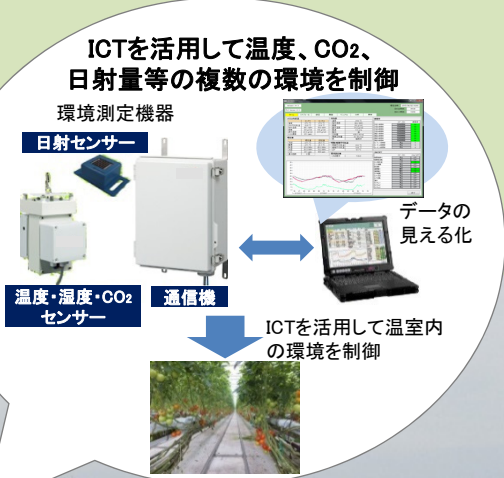 ICTを活用して温度、CO₂、
日射量等の複数の環境を制御
環境測定機器
日射センサー
データの
見える化
温度・湿度・CO₂
センサー
通信機
ICTを活用して温室内
の環境を制御